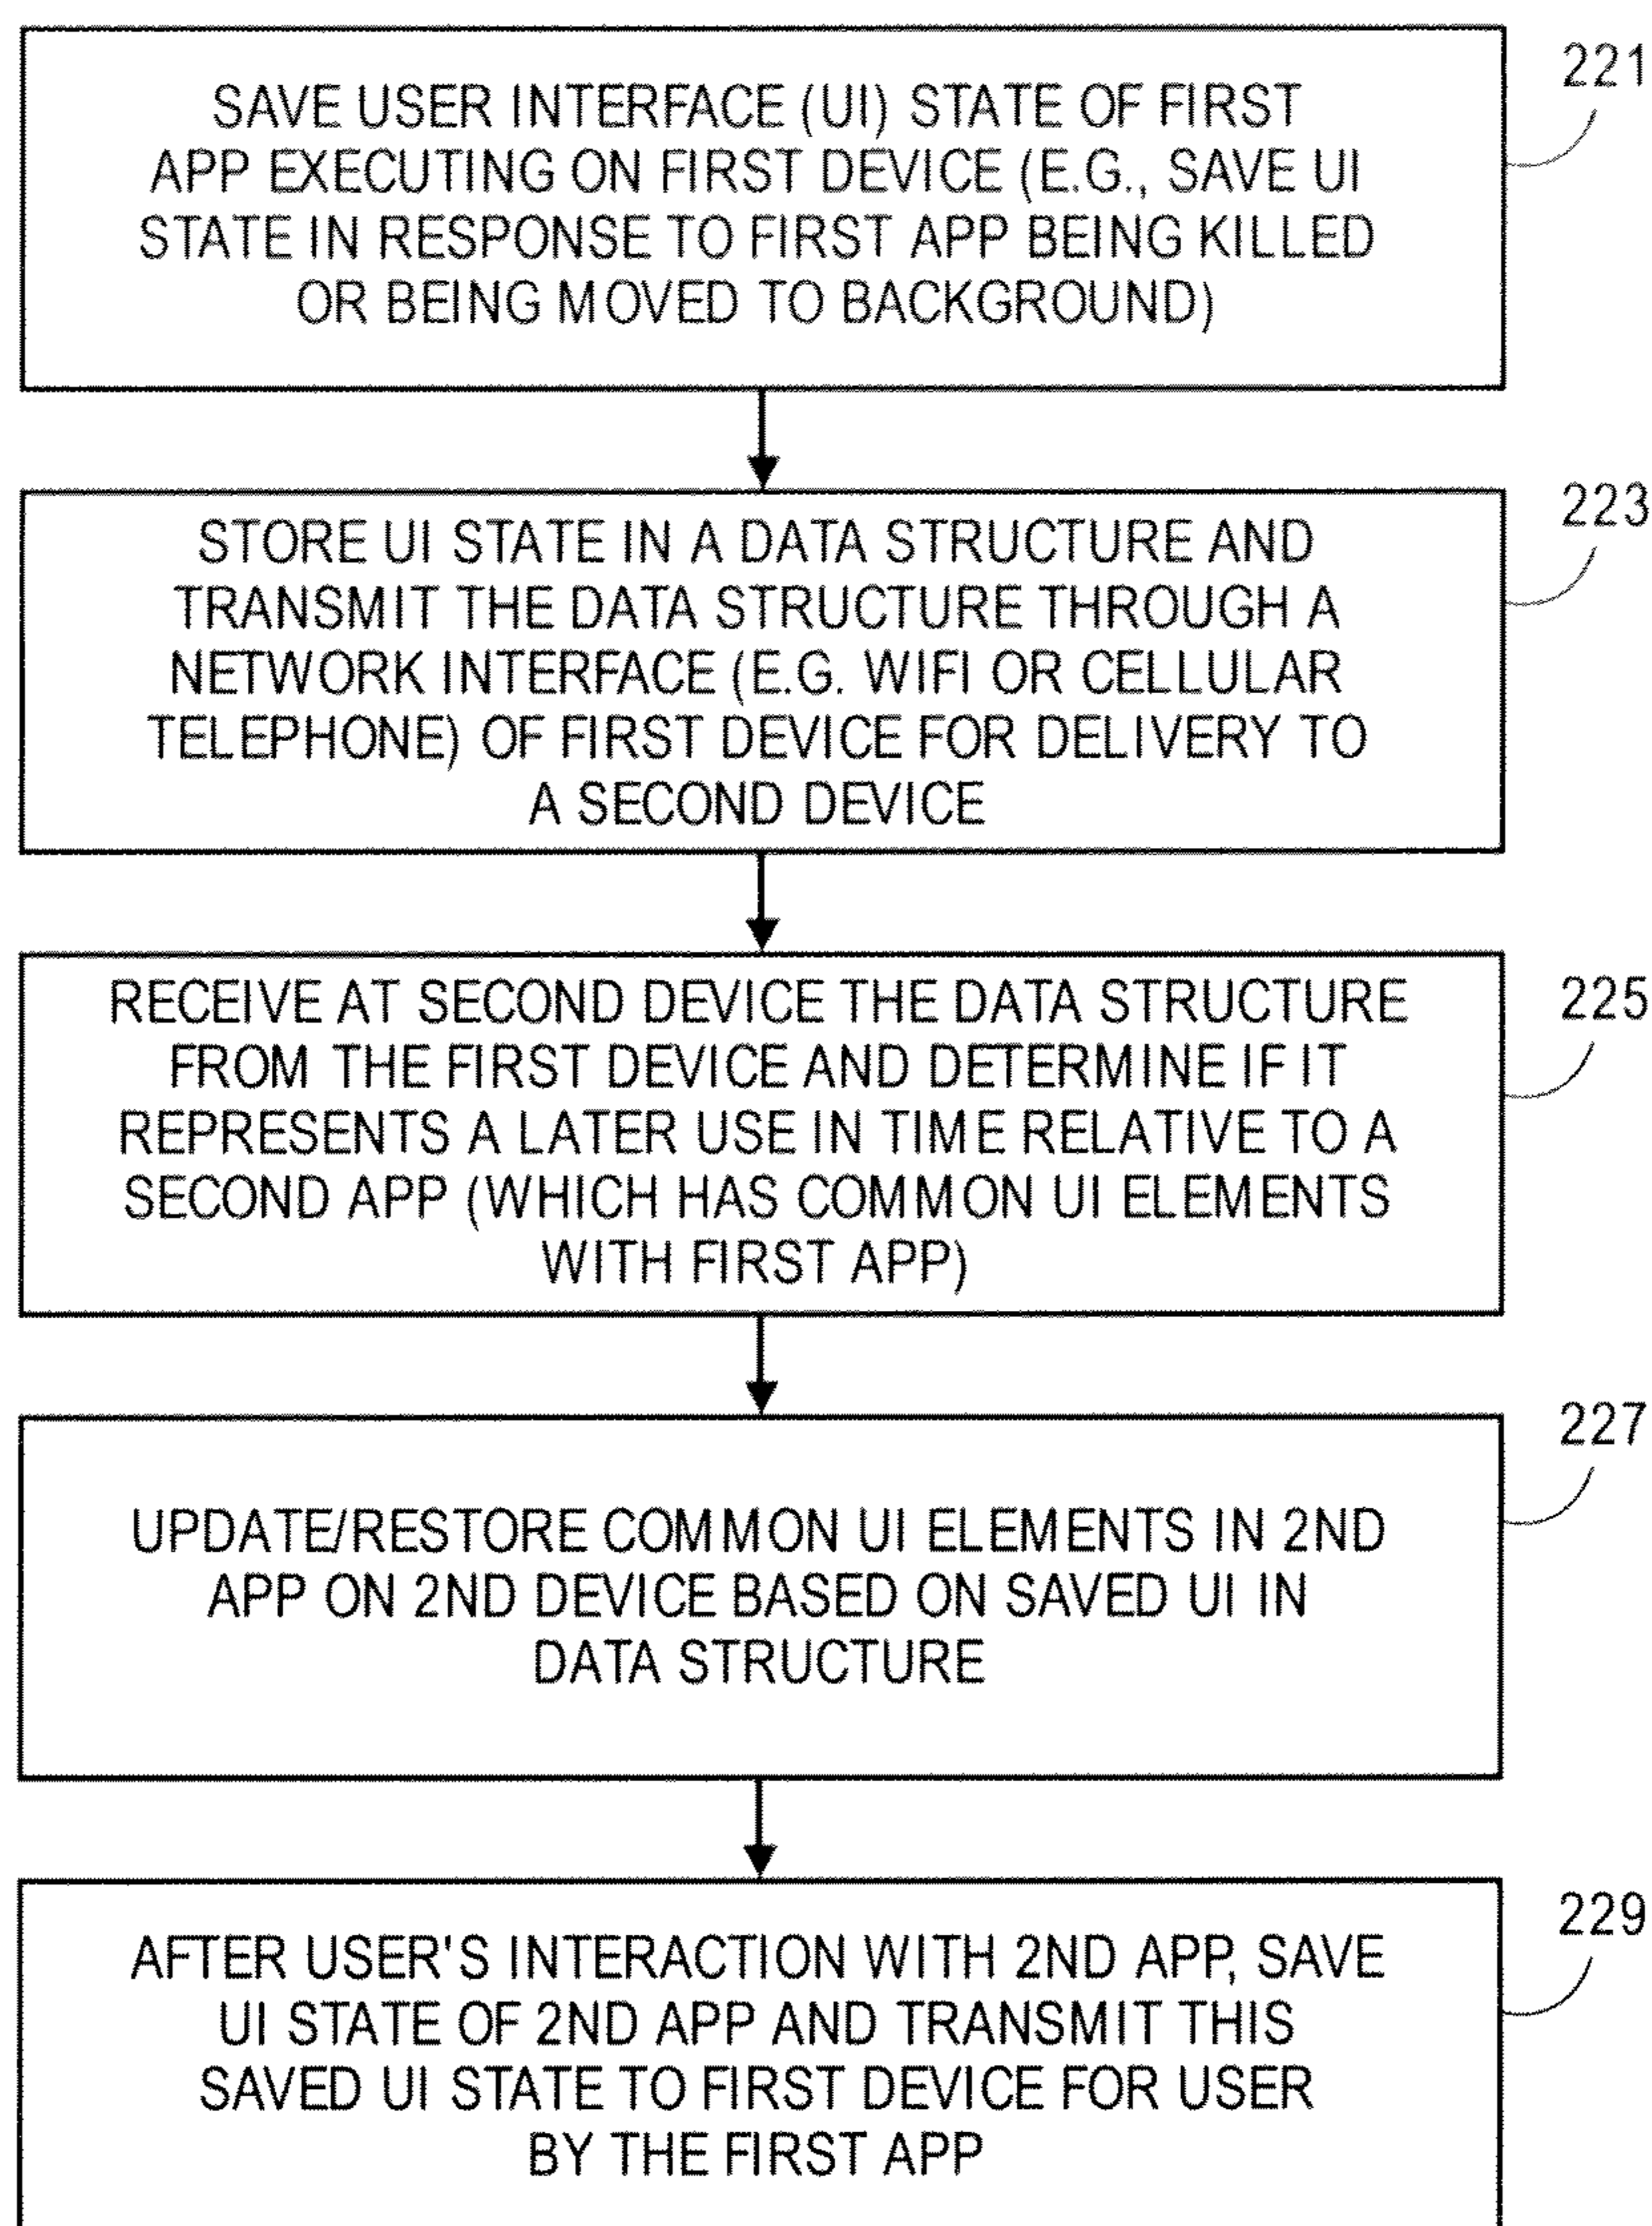 SAVE USER INTERFACE (UI) STATE OF FIRST
APP EXECUTING ON FIRST DEVICE (E.G., SAVE UI
STATE IN RESPONSE TO FIRST APP BEING KILLED
OR BEING MOVED TO BACKGROUND)
221
STORE UI STATE IN A DATA STRUCTURE AND
TRANSMIT THE DATA STRUCTURE THROUGH A
NETWORK INTERFACE (E.G. WIFI OR CELLULAR
TELEPHONE) OF FIRST DEVICE FOR DELIVERY TO
A SECOND DEVICE
223
RECEIVE AT SECOND DEVICE THE DATA STRUCTURE
FROM THE FIRST DEVICE AND DETERMINE IF IT
REPRESENTS A LATER USE IN TIME RELATIVE TO A
SECOND APP (WHICH HAS COMMON UI ELEMENTS
WITH FIRST APP)
225
UPDATE/RESTORE COMMON UI ELEMENTS IN 2ND
APP ON 2ND DEVICE BASED ON SAVED UI IN
DATA STRUCTURE
227
AFTER USER'S INTERACTION WITH 2ND APP, SAVE
UI STATE OF 2ND APP AND TRANSMIT THIS
SAVED UI STATE TO FIRST DEVICE FOR USER
BY THE FIRST APP
229